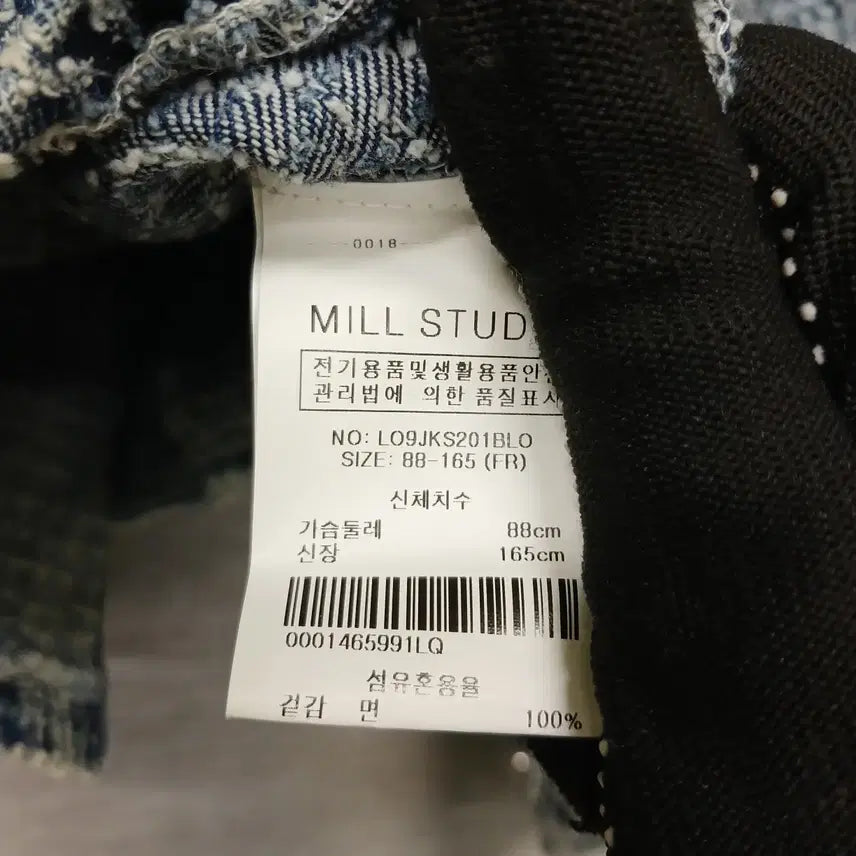 0018
MILL STUD
전기용품및생활용품안
관리법에 의한 품질표시
NO: LO9JKS201BLO
SIZE: 88-165 (FR)
신체치수
가슴둘레 88cm
신장 165cm
0001465991LQ
섬유혼용율
겉감 면 100%